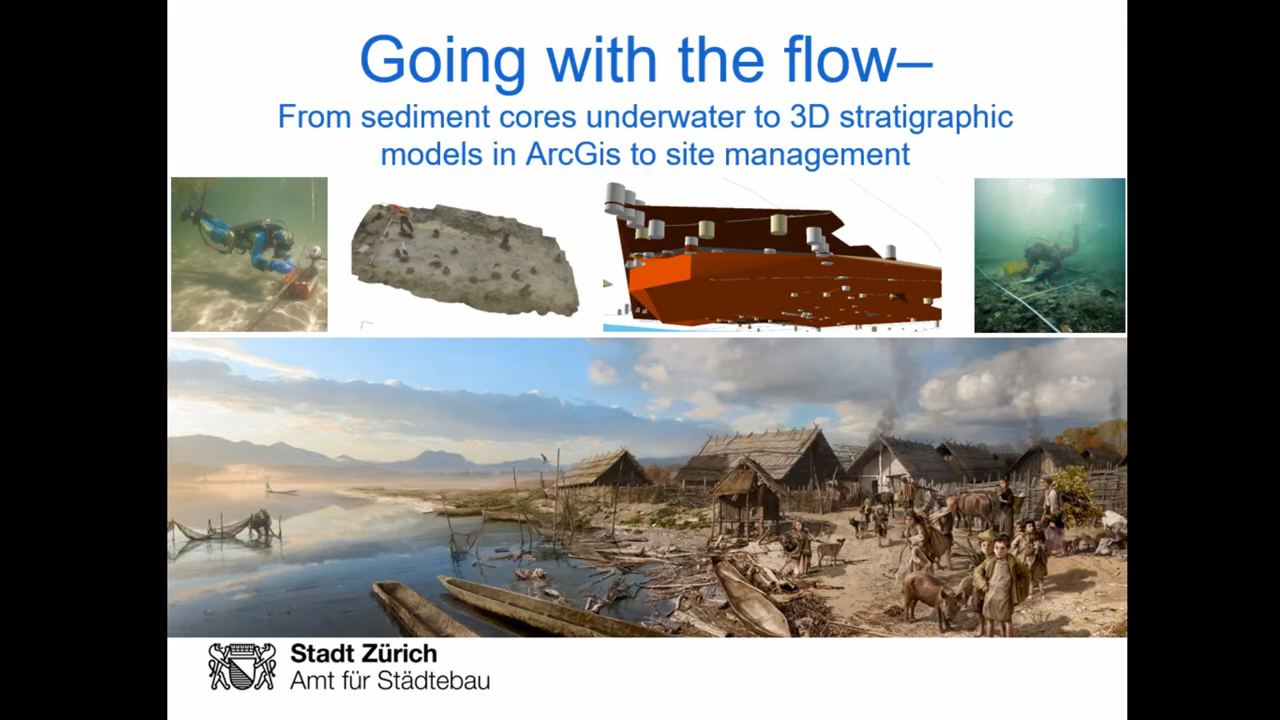 Going with the flow–
From sediment cores underwater to 3D stratigraphic
models in ArcGis to site management
Stadt Zürich
Amt für Städtebau